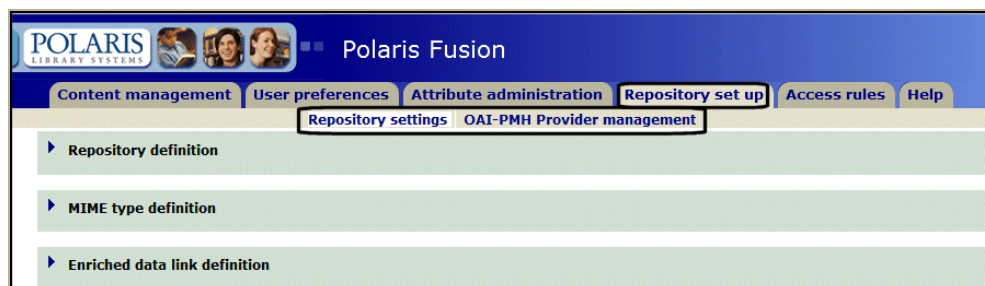 POLARIS
LIBRARY SYSTEMS
Polaris Fusion
Content management User preferences Attribute administration Repository set up Access rules Help
Repository settings OAI-PMH Provider management
Repository definition
MIME type definition
Enriched data link definition